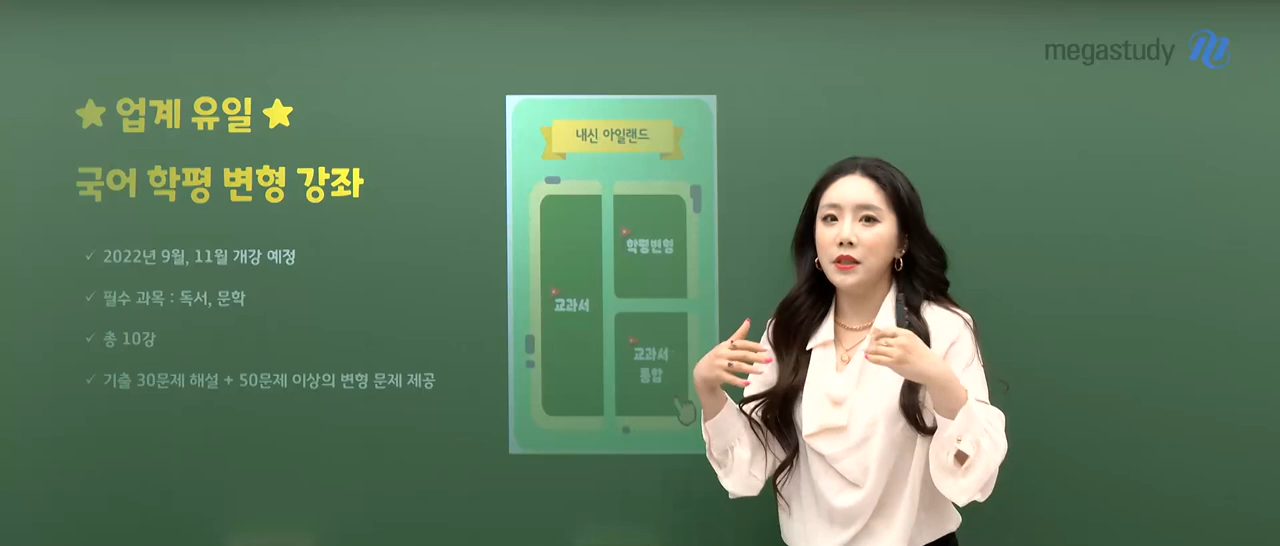 megastudy
업계 유일
국어 학평 변형 강좌
2022년 9월, 11월 개강 예정
필수 과목 : 독서, 문학
총 10강
기출 30문제 해설 + 50문제 이상의 변형 문제 제공
내신 아일랜드
학평변형
교과서
교과서
통합